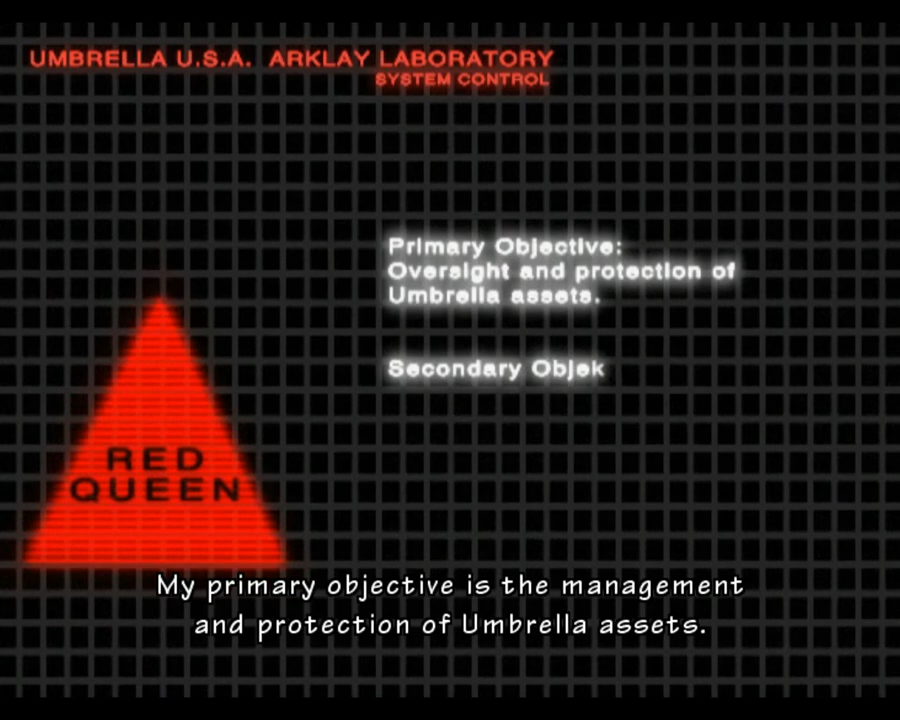 UMBRELLA U.S.A. ARKLAY LABORATORY
SYSTEM CONTROL
Primary Objective:
Oversight and protection of
Umbrella assets.
Secondary Objek
RED
QUEEN
My primary objective is the management
and protection of Umbrella assets.